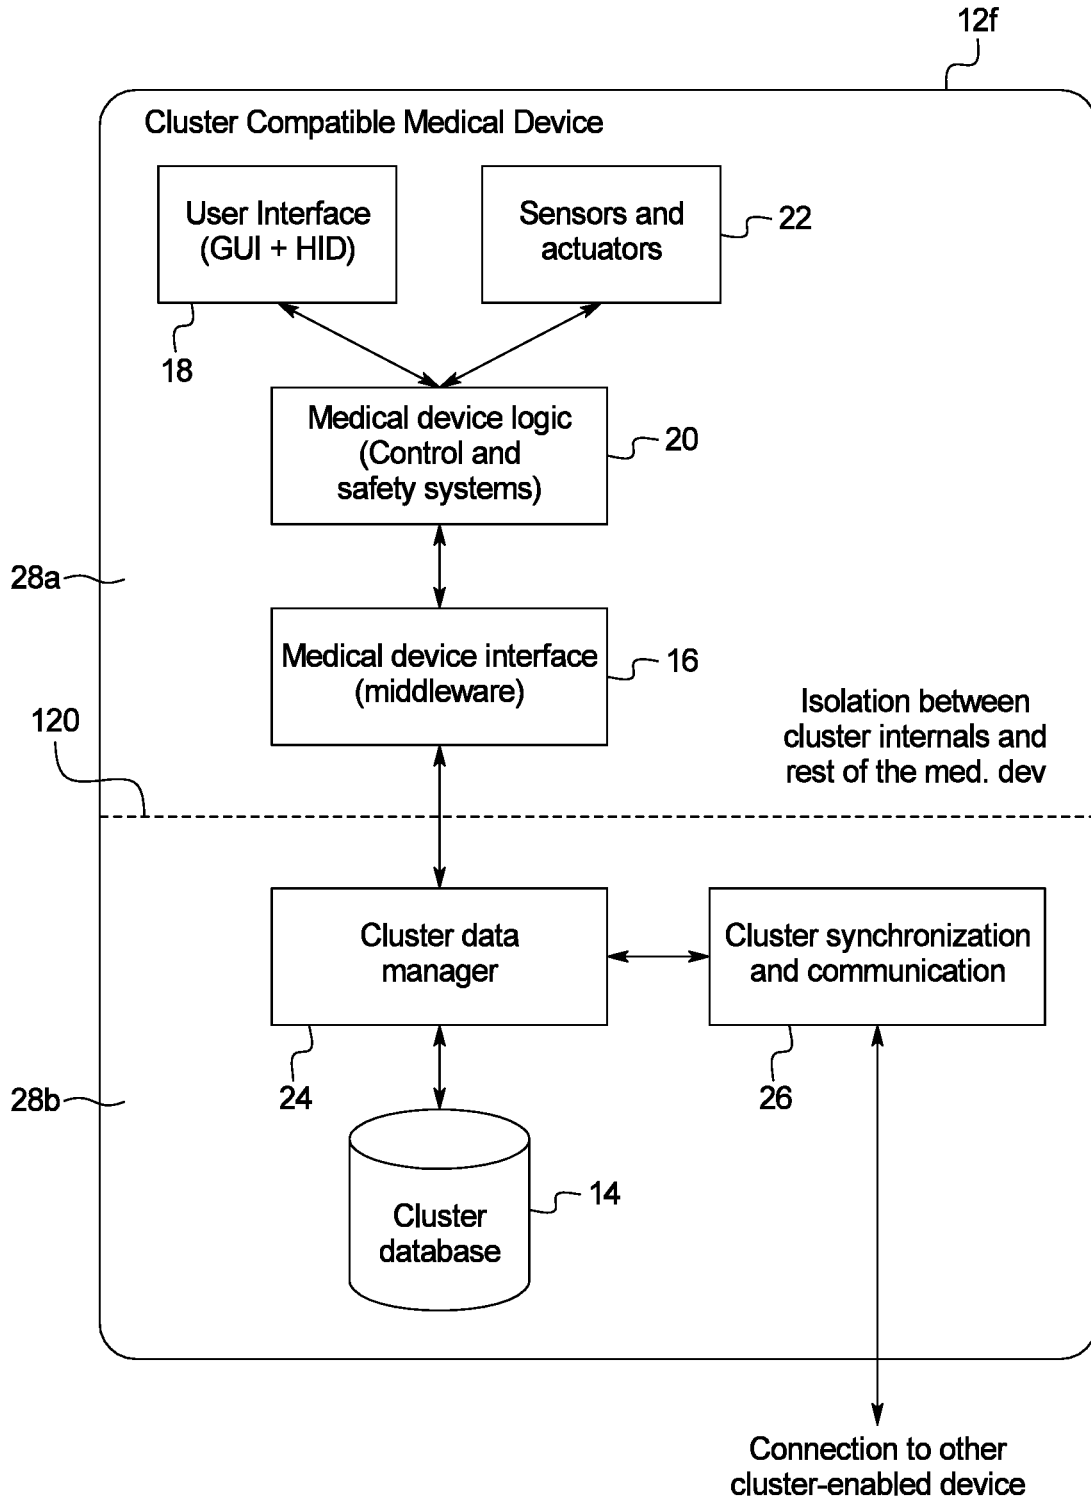 12f
Cluster Compatible Medical Device
User Interface
(GUI + HID)
Sensors and
actuators
22
18
Medical device logic
(Control and
safety systems)
20
28a
Medical device interface
(middleware)
16
120
Isolation between
cluster internals and
rest of the med. dev
Cluster data
manager
Cluster synchronization
and communication
24
26
28b
Cluster
database
14
Connection to other
cluster-enabled device